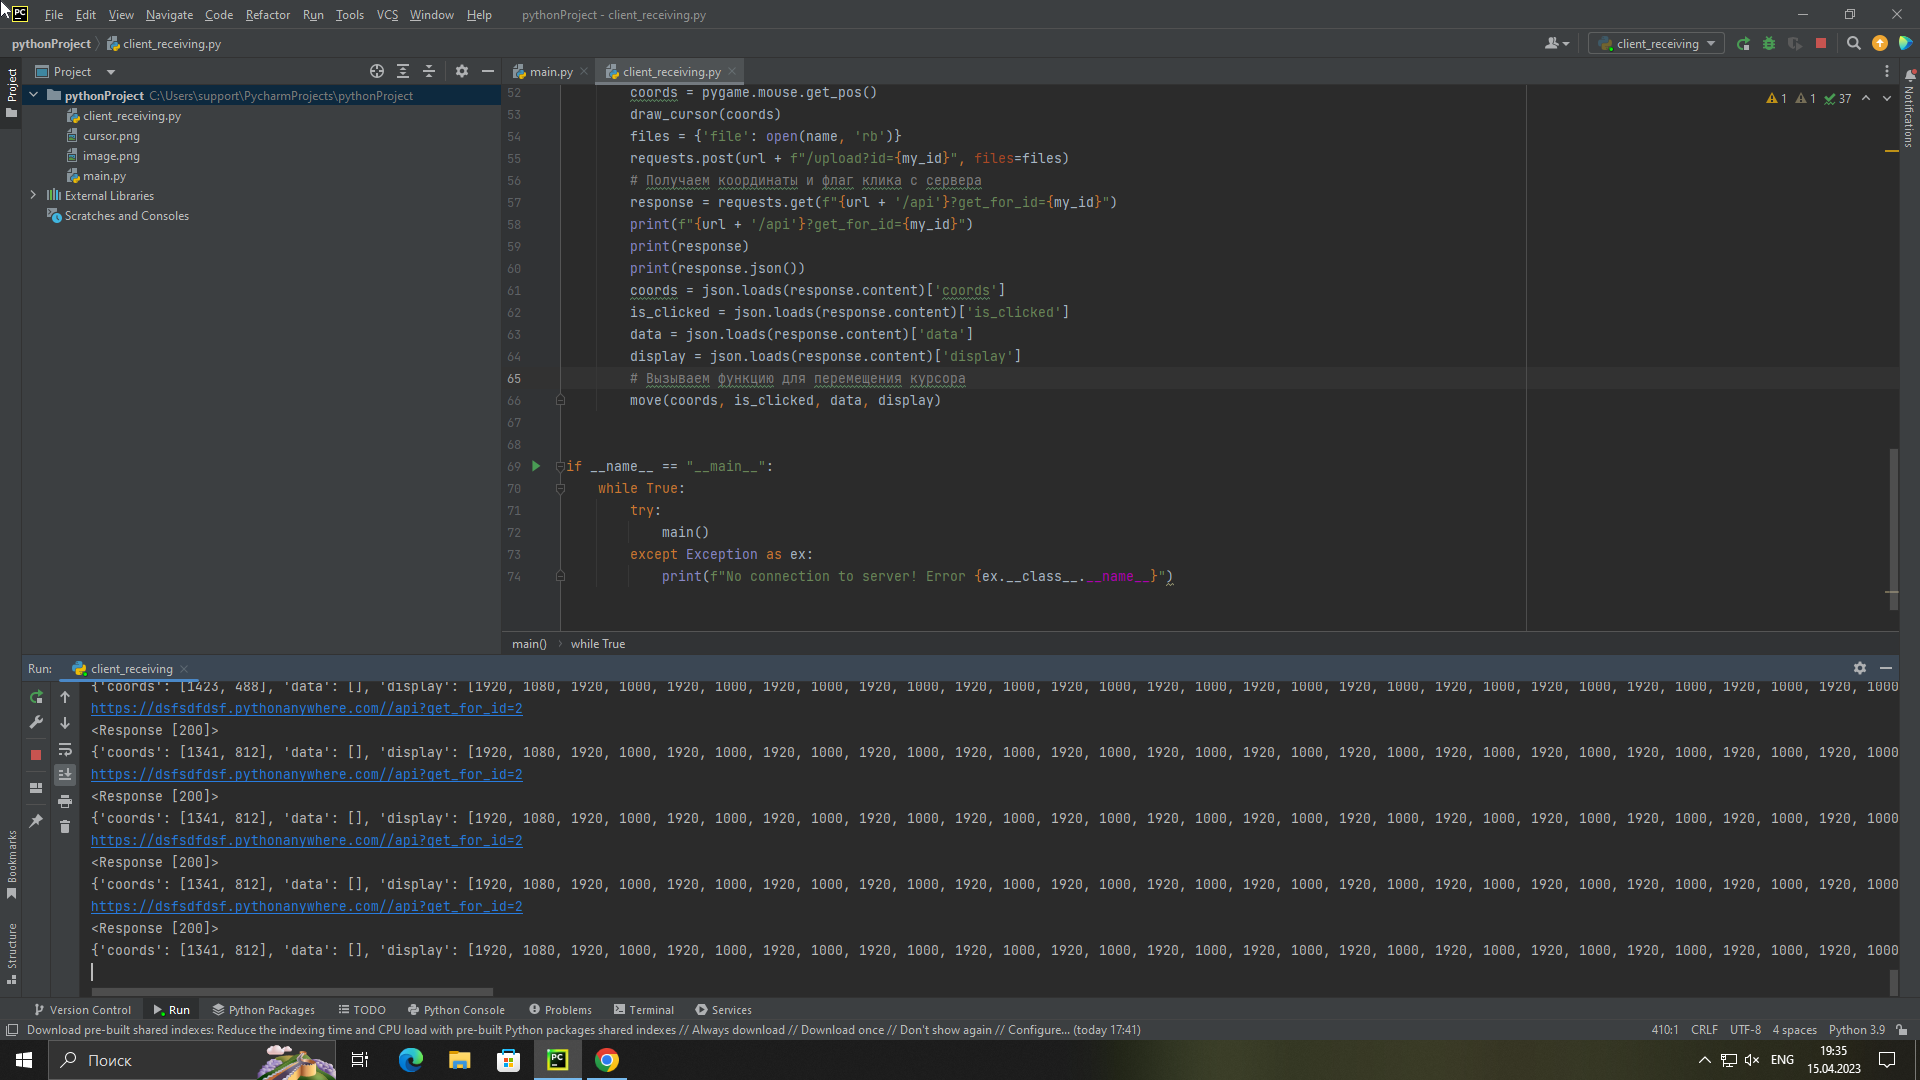 PC File Edit View Navigate Code Refactor Run Tools VCS Window Help pythonProject - client_receiving.py
pythonProject client_receiving.py client_receiving
Project
Project
main.py client_receiving.py
pythonProject C:\Users\support\PycharmProjects\pythonProject
client_receiving.py
cursor.png
image.png
main.py
External Libraries
Scratches and Consoles
1 1 37
Notifications
52 coords = pygame.mouse.get_pos()
53 draw_cursor(coords)
54 files = {'file': open(name, 'rb')}
55 requests.post(url + f"/upload?id={my_id}", files=files)
56 # Получаем координаты и флаг клика с сервера
57 response = requests.get(f"{url + '/api'}?get_for_id={my_id}")
58 print(f"{url + '/api'}?get_for_id={my_id}")
59 print(response)
60 print(response.json())
61 coords = json.loads(response.content)['coords']
62 is_clicked = json.loads(response.content)['is_clicked']
63 data = json.loads(response.content)['data']
64 display = json.loads(response.content)['display']
65 # Вызываем функцию для перемещения курсора
66 move(coords, is_clicked, data, display)
67
68
69 if __name__ == "__main__":
70 while True:
71 try:
72 main()
73 except Exception as ex:
74 print(f"No connection to server! Error {ex.__class__.__name__}")
main() while True
Run: client_receiving
{'coords': [1423, 488], 'data': [], 'display': [1920, 1080, 1920, 1000, 1920, 1000, 1920, 1000, 1920, 1000, 1920, 1000, 1920, 1000, 1920, 1000, 1920, 1000, 1920, 1000, 1920, 1000, 1920, 1000, 1920, 1000, 1920, 1000, 1920, 1000
https://dsfsdfdsf.pythonanywhere.com//api?get_for_id=2
<Response [200]>
{'coords': [1341, 812], 'data': [], 'display': [1920, 1080, 1920, 1000, 1920, 1000, 1920, 1000, 1920, 1000, 1920, 1000, 1920, 1000, 1920, 1000, 1920, 1000, 1920, 1000, 1920, 1000, 1920, 1000, 1920, 1000, 1920, 1000, 1920, 1000
https://dsfsdfdsf.pythonanywhere.com//api?get_for_id=2
<Response [200]>
{'coords': [1341, 812], 'data': [], 'display': [1920, 1080, 1920, 1000, 1920, 1000, 1920, 1000, 1920, 1000, 1920, 1000, 1920, 1000, 1920, 1000, 1920, 1000, 1920, 1000, 1920, 1000, 1920, 1000, 1920, 1000, 1920, 1000, 1920, 1000
https://dsfsdfdsf.pythonanywhere.com//api?get_for_id=2
<Response [200]>
{'coords': [1341, 812], 'data': [], 'display': [1920, 1080, 1920, 1000, 1920, 1000, 1920, 1000, 1920, 1000, 1920, 1000, 1920, 1000, 1920, 1000, 1920, 1000, 1920, 1000, 1920, 1000, 1920, 1000, 1920, 1000, 1920, 1000, 1920, 1000
https://dsfsdfdsf.pythonanywhere.com//api?get_for_id=2
<Response [200]>
{'coords': [1341, 812], 'data': [], 'display': [1920, 1080, 1920, 1000, 1920, 1000, 1920, 1000, 1920, 1000, 1920, 1000, 1920, 1000, 1920, 1000, 1920, 1000, 1920, 1000, 1920, 1000, 1920, 1000, 1920, 1000, 1920, 1000, 1920, 1000
Bookmarks
Structure
Version Control Run Python Packages TODO Python Console Problems Terminal Services
Download pre-built shared indexes: Reduce the indexing time and CPU load with pre-built Python packages shared indexes // Always download // Download once // Don't show again // Configure... (today 17:41) 410:1 CRLF UTF-8 4 spaces Python 3.9
Поиск PC ENG 19:35
15.04.2023